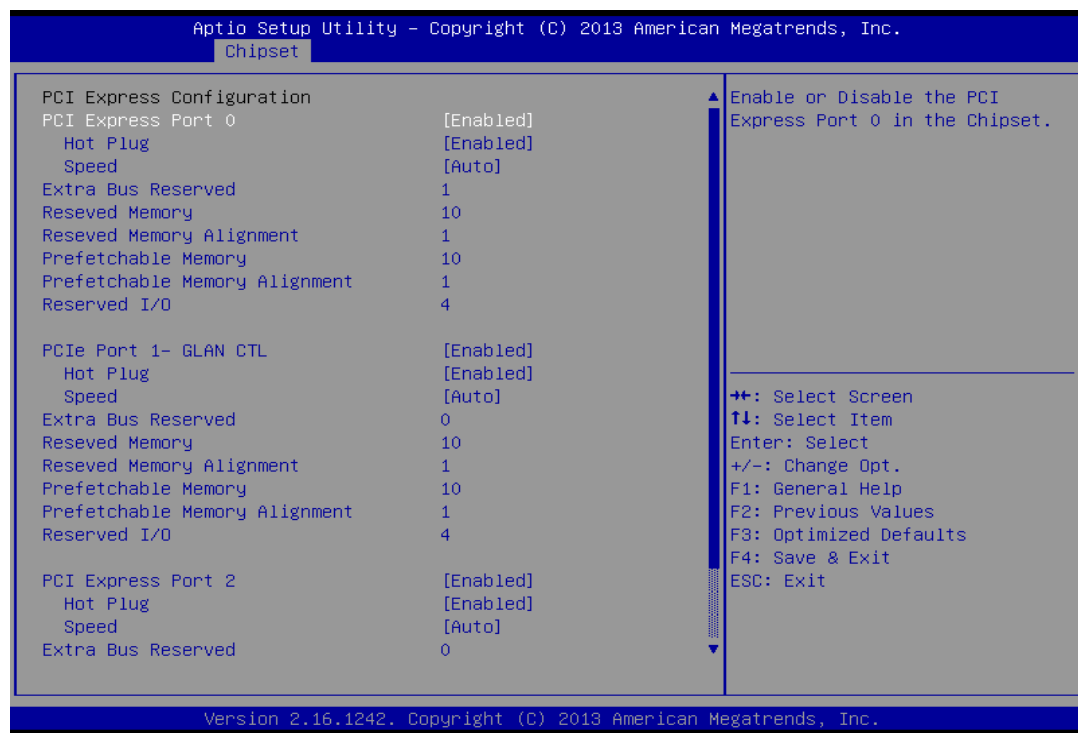 Aptio Setup Utility – Copyright (C) 2013 American Megatrends, Inc.
Chipset
PCI Express Configuration
PCI Express Port 0 [Enabled]
Hot Plug [Enabled]
Speed [Auto]
Extra Bus Reserved 1
Reseved Memory 10
Reseved Memory Alignment 1
Prefetchable Memory 10
Prefetchable Memory Alignment 1
Reserved I/O 4
PCIe Port 1- GLAN CTL [Enabled]
Hot Plug [Enabled]
Speed [Auto]
Extra Bus Reserved 0
Reseved Memory 10
Reseved Memory Alignment 1
Prefetchable Memory 10
Prefetchable Memory Alignment 1
Reserved I/O 4
PCI Express Port 2 [Enabled]
Hot Plug [Enabled]
Speed [Auto]
Extra Bus Reserved 0
Enable or Disable the PCI
Express Port 0 in the Chipset.
→←: Select Screen
↑↓: Select Item
Enter: Select
+/-: Change Opt.
F1: General Help
F2: Previous Values
F3: Optimized Defaults
F4: Save & Exit
ESC: Exit
Version 2.16.1242. Copyright (C) 2013 American Megatrends, Inc.